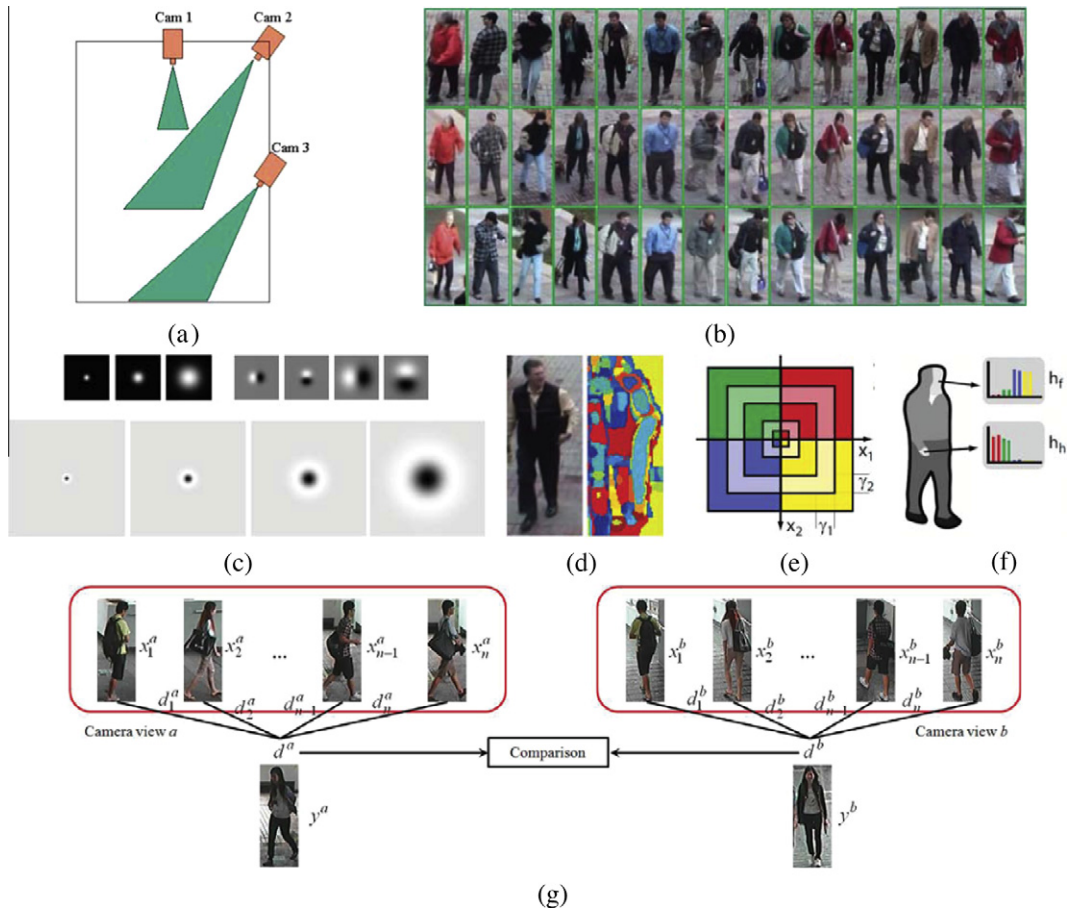 Cam 1
Cam 2
Cam 3
(a)
(b)
(c)
(d)
x₁
γ₂
x₂
γ₁
(e)
h_f
h_h
(f)
x₁ᵃ
x₂ᵃ
...
xₙ₋₁ᵃ
xₙᵃ
x₁ᵇ
x₂ᵇ
...
xₙ₋₁ᵇ
xₙᵇ
d₁ᵃ
d₂ᵃ
dₙ₋₁ᵃ
dₙᵃ
d₁ᵇ
d₂ᵇ
dₙ₋₁ᵇ
dₙᵇ
Camera view a
Camera view b
dᵃ
Comparison
dᵇ
yᵃ
yᵇ
(g)